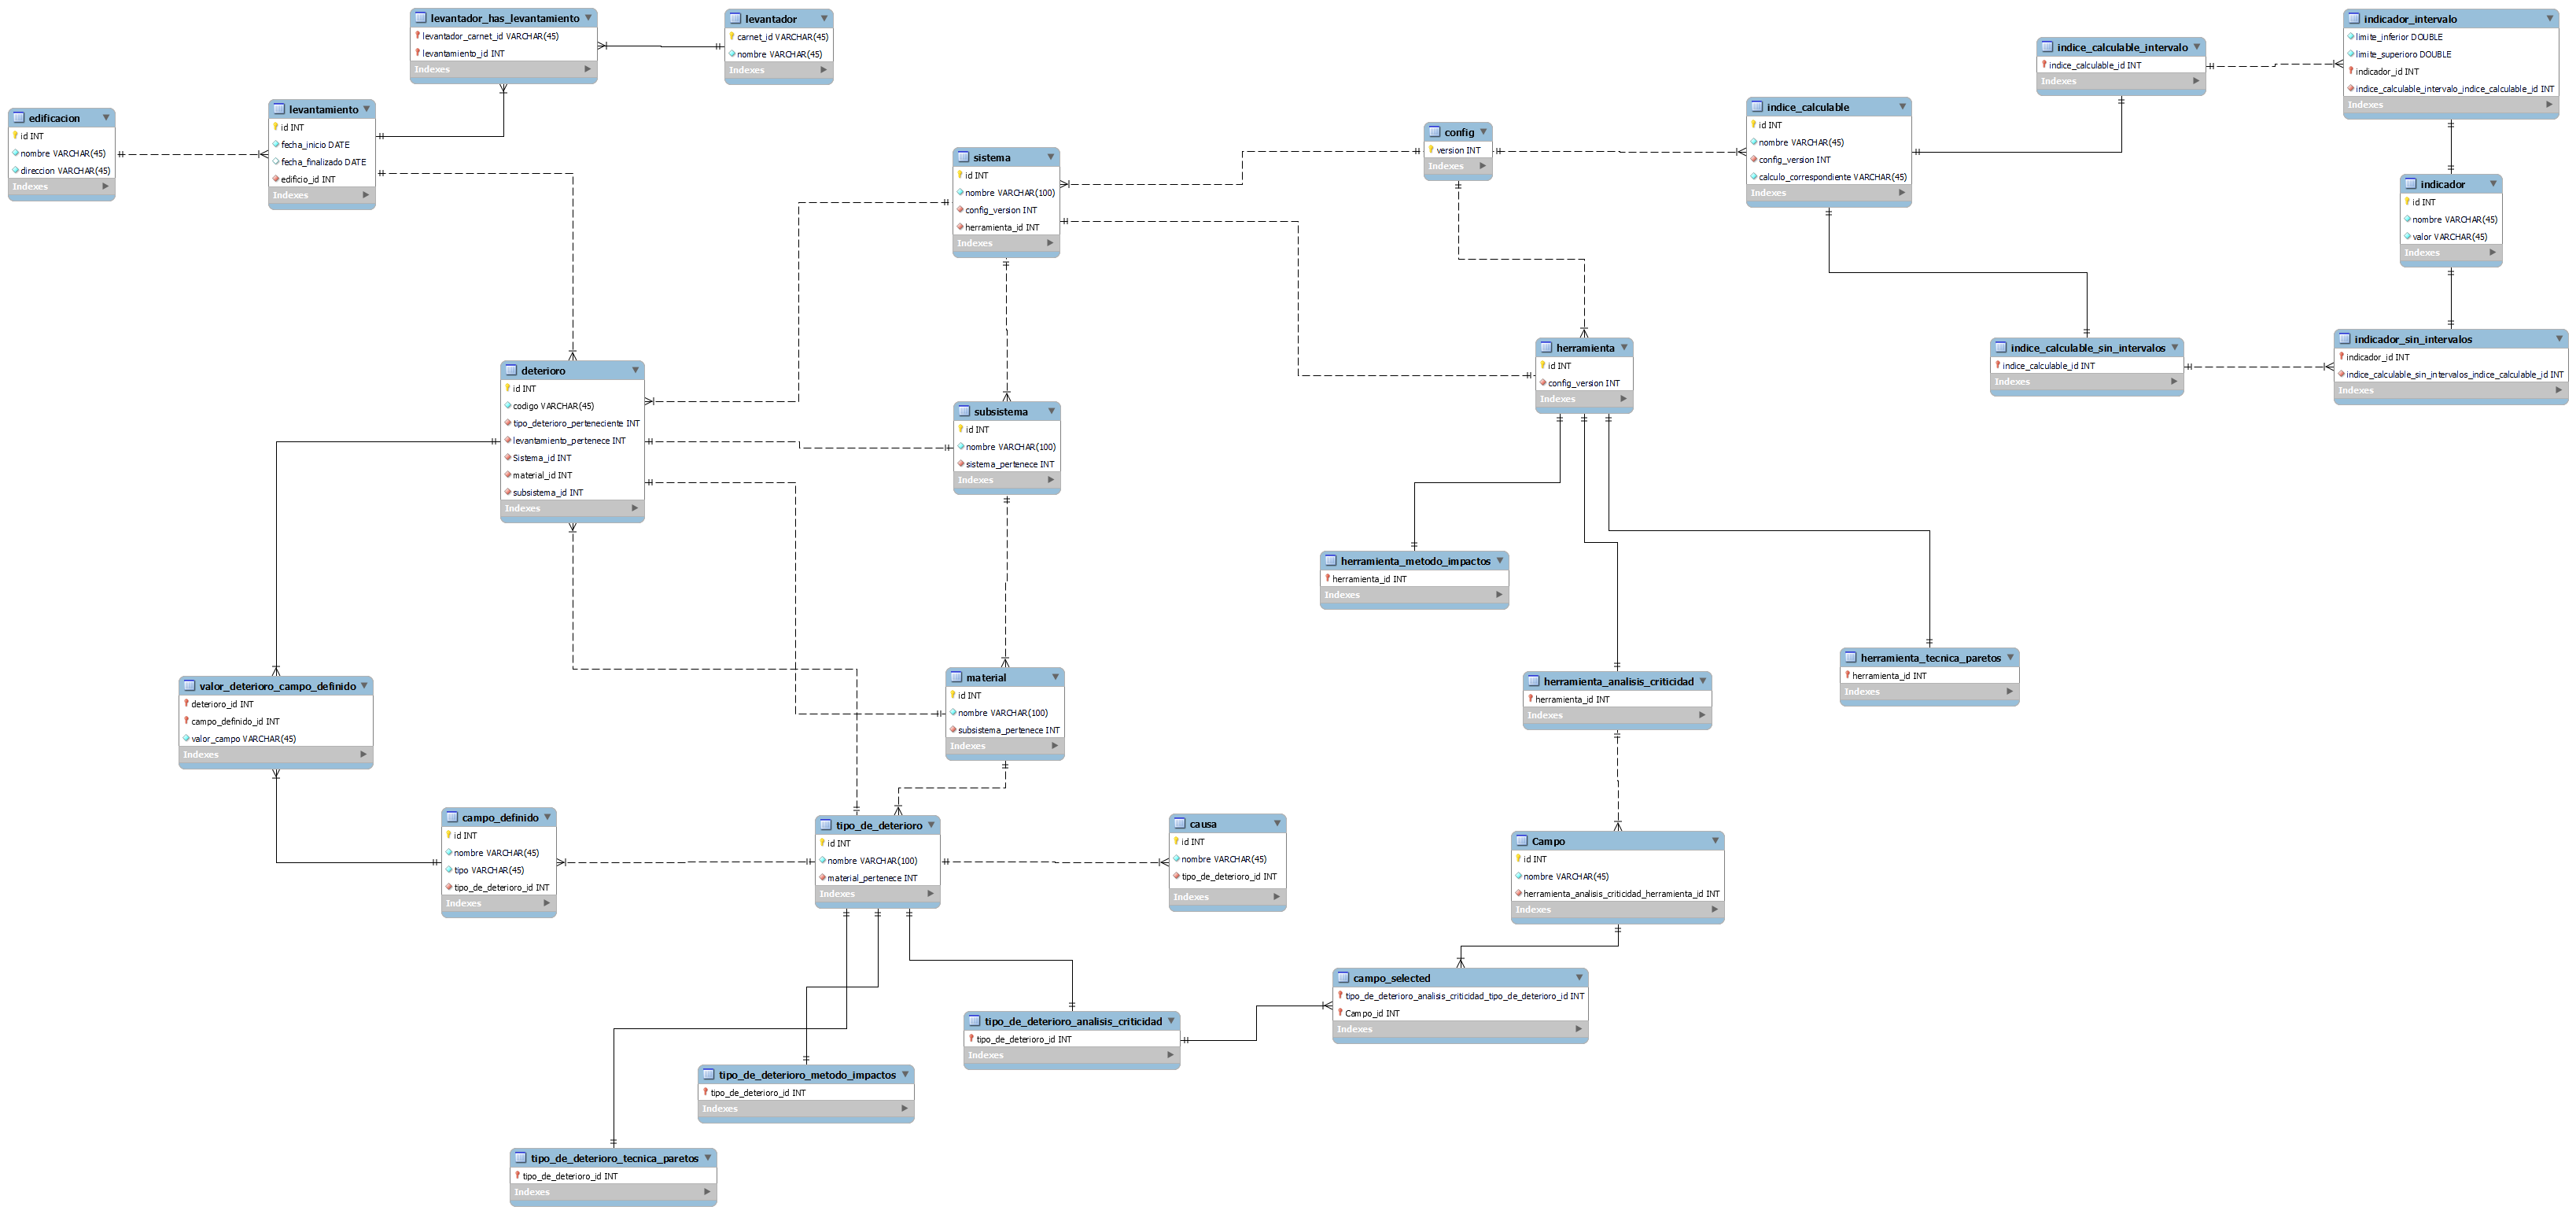 levantador_has_levantamiento
levantador_carnet_id VARCHAR(45)
levantamiento_id INT
Indexes
levantador
carnet_id VARCHAR(45)
nombre VARCHAR(45)
Indexes
edificacion
id INT
nombre VARCHAR(45)
direccion VARCHAR(45)
Indexes
levantamiento
id INT
fecha_inicio DATE
fecha_finalizado DATE
edificio_id INT
Indexes
sistema
id INT
nombre VARCHAR(100)
config_version INT
herramienta_id INT
Indexes
config
version INT
Indexes
indice_calculable
id INT
nombre VARCHAR(45)
config_version INT
calculo_correspondiente VARCHAR(45)
Indexes
indice_calculable_intervalo
indice_calculable_id INT
Indexes
indicador_intervalo
limite_inferior DOUBLE
limite_superioro DOUBLE
indicador_id INT
indice_calculable_intervalo_indice_calculable_id INT
Indexes
indicador
id INT
nombre VARCHAR(45)
valor VARCHAR(45)
Indexes
indice_calculable_sin_intervalos
indice_calculable_id INT
Indexes
indicador_sin_intervalos
indicador_id INT
indice_calculable_sin_intervalos_indice_calculable_id INT
Indexes
deterioro
id INT
codigo VARCHAR(45)
tipo_deterioro_perteneciente INT
levantamiento_pertenece INT
Sistema_id INT
material_id INT
subsistema_id INT
Indexes
subsistema
id INT
nombre VARCHAR(100)
sistema_pertenece INT
Indexes
herramienta
id INT
config_version INT
Indexes
herramienta_metodo_impactos
herramienta_id INT
Indexes
herramienta_analisis_criticidad
herramienta_id INT
Indexes
herramienta_tecnica_paretos
herramienta_id INT
Indexes
valor_deterioro_campo_definido
deterioro_id INT
campo_definido_id INT
valor_campo VARCHAR(45)
Indexes
material
id INT
nombre VARCHAR(100)
subsistema_pertenece INT
Indexes
campo_definido
id INT
nombre VARCHAR(45)
tipo VARCHAR(45)
tipo_de_deterioro_id INT
Indexes
tipo_de_deterioro
id INT
nombre VARCHAR(100)
material_pertenece INT
Indexes
causa
id INT
nombre VARCHAR(45)
tipo_de_deterioro_id INT
Indexes
Campo
id INT
nombre VARCHAR(45)
herramienta_analisis_criticidad_herramienta_id INT
Indexes
campo_selected
tipo_de_deterioro_analisis_criticidad_tipo_de_deterioro_id INT
Campo_id INT
Indexes
tipo_de_deterioro_analisis_criticidad
tipo_de_deterioro_id INT
Indexes
tipo_de_deterioro_metodo_impactos
tipo_de_deterioro_id INT
Indexes
tipo_de_deterioro_tecnica_paretos
tipo_de_deterioro_id INT
Indexes